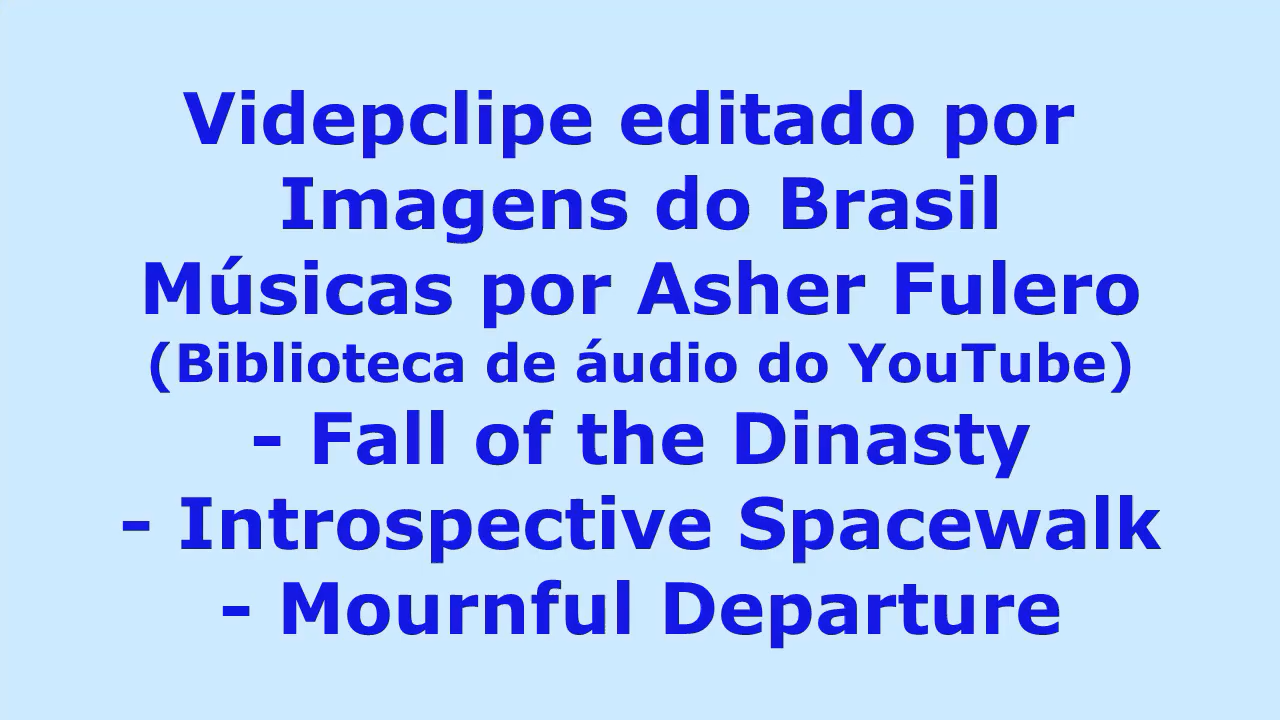 Videpclipe editado por
Imagens do Brasil
Músicas por Asher Fulero
(Biblioteca de áudio do YouTube)
- Fall of the Dinasty
- Introspective Spacewalk
- Mournful Departure